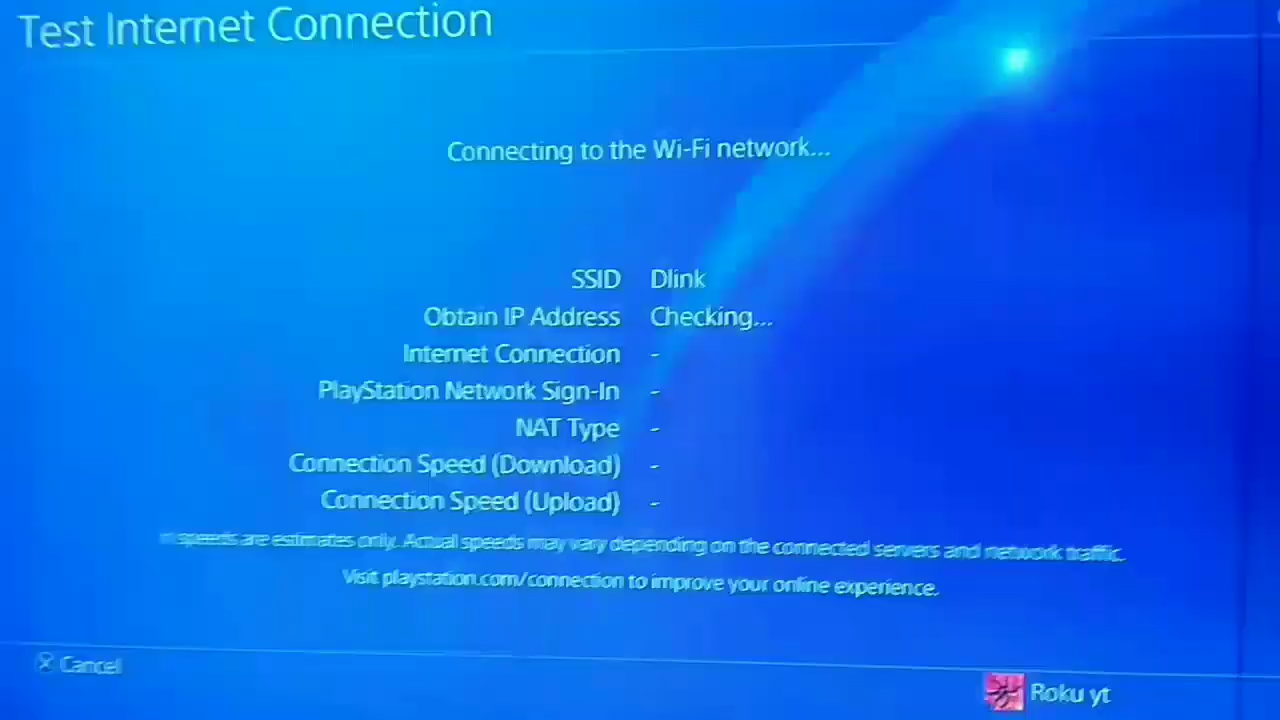 Test Internet Connection
Connecting to the Wi-Fi network...
SSID Dlink
Obtain IP Address Checking...
Internet Connection -
PlayStation Network Sign-In -
NAT Type -
Connection Speed (Download) -
Connection Speed (Upload) -
speeds are estimates only. Actual speeds may vary depending on the connected servers and network traffic.
Visit playstation.com/connection to improve your online experience.
Cancel
Roku yt